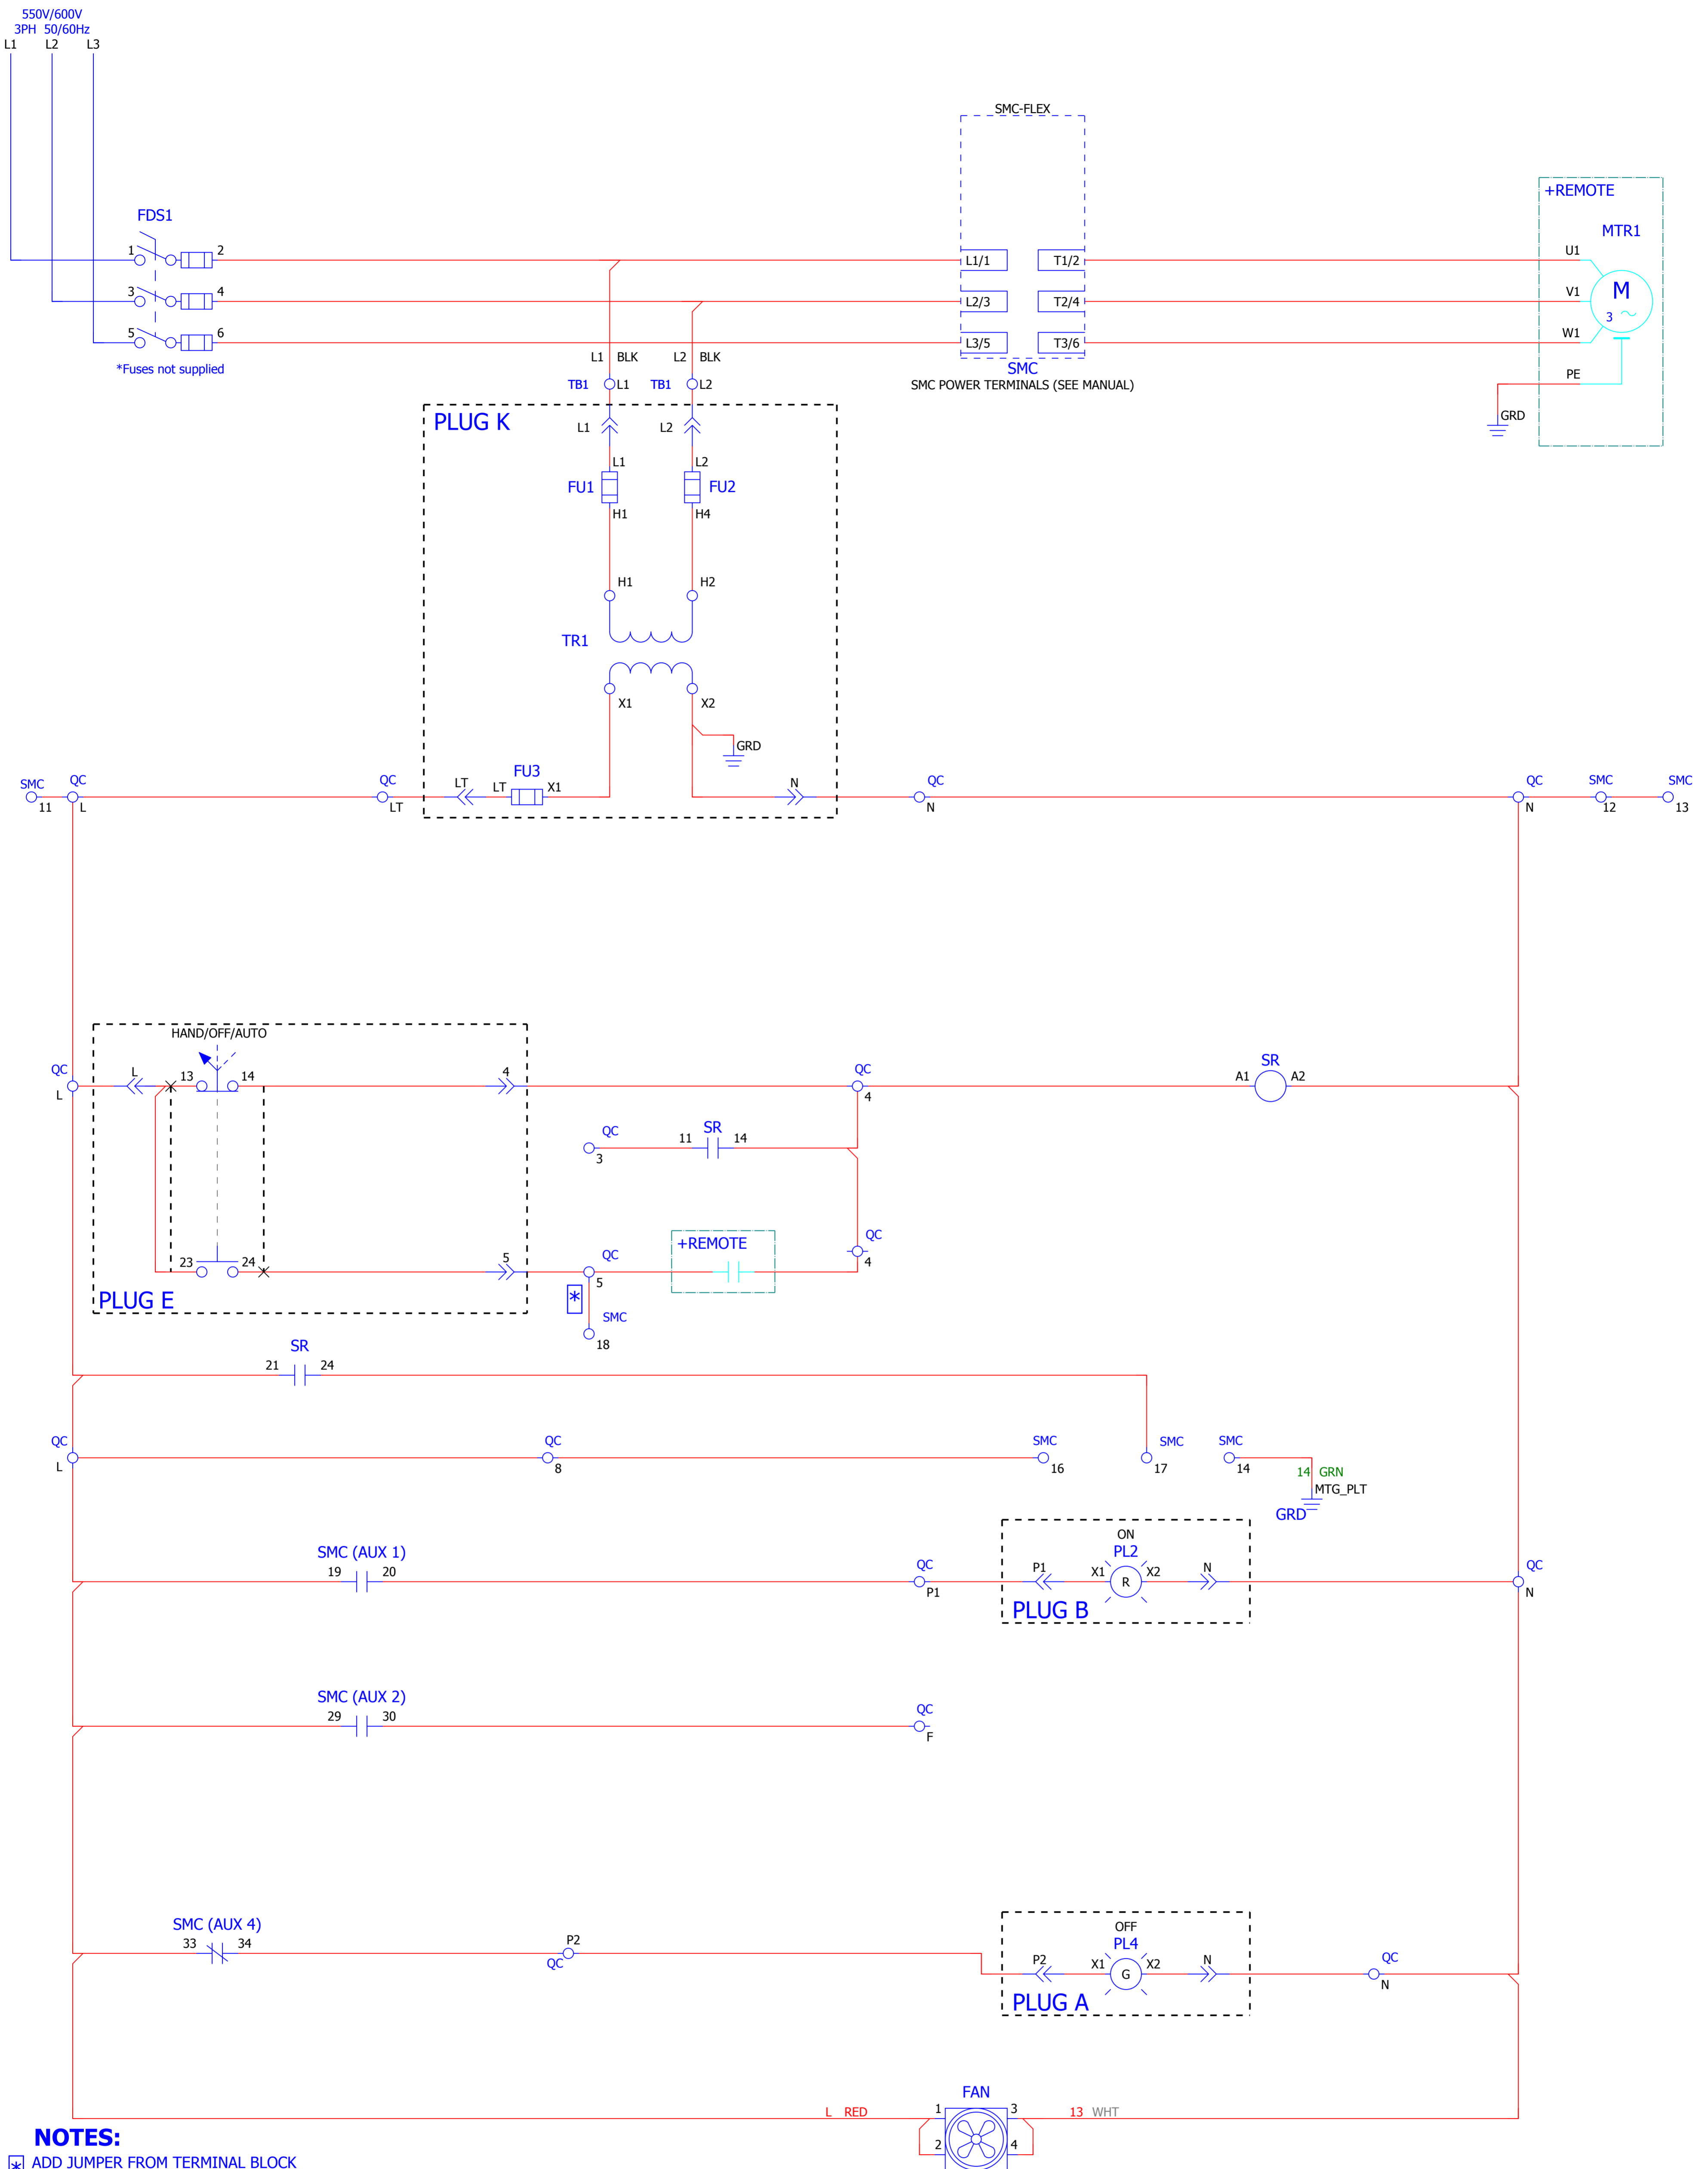 550V/600V
3PH 50/60Hz
L1 L2 L3
SMC-FLEX
+REMOTE
FDS1
MTR1
1 2 L1/1 T1/2 U1
3 4 L2/3 T2/4 V1
M
3
5 6 L3/5 T3/6 W1
*Fuses not supplied
L1 BLK L2 BLK
SMC
SMC POWER TERMINALS (SEE MANUAL)
PE
TB1 L1 TB1 L2
GRD
PLUG K
L1 L2
L1 L2
FU1 FU2
H1 H4
H1 H2
TR1
X1 X2
GRD
FU3
SMC QC QC LT LT X1 N QC QC SMC SMC
11 L LT N N 12 13
HAND/OFF/AUTO
QC L 13 14 4 QC SR
A1 A2
L 4
QC SR
11 14
3
QC
+REMOTE
23 24 5 QC 4
5
PLUG E
*
SMC
18
SR
21 24
QC QC SMC SMC SMC
L 8 16 17 14
14 GRN
MTG_PLT
GRD
ON
SMC (AUX 1) PL2
19 20 QC P1 X1 R X2 N QC
P1 N
PLUG B
SMC (AUX 2)
29 30 QC
F
SMC (AUX 4)
33 34 P2
QC
OFF
PL4
P2 X1 G X2 N QC
N
PLUG A
FAN
L RED 1 3 13 WHT
2 4
NOTES:
* ADD JUMPER FROM TERMINAL BLOCK